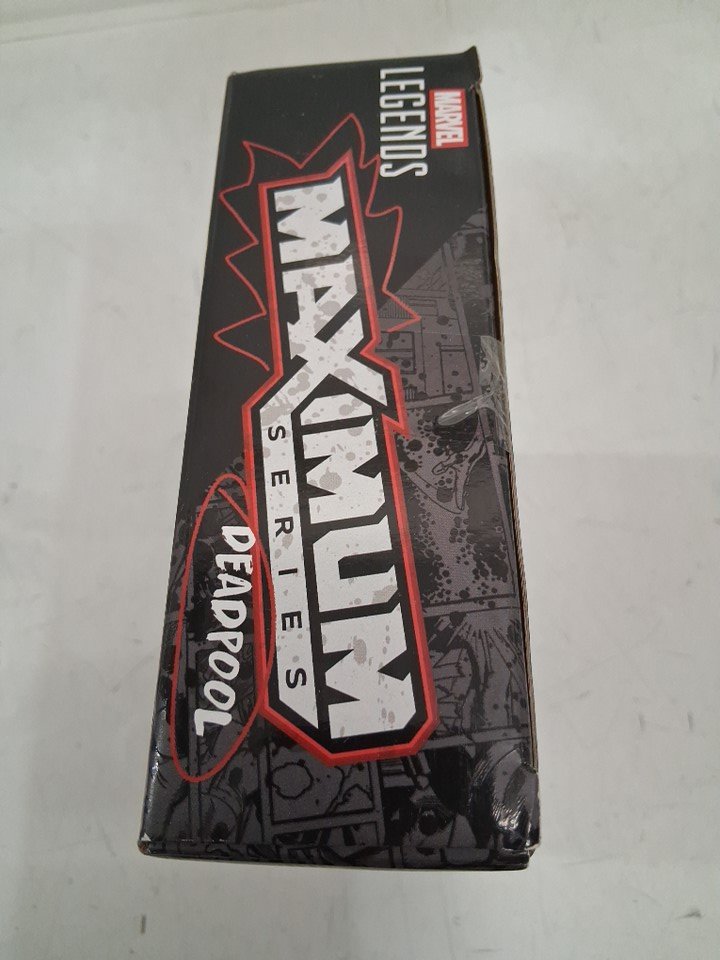 MARVEL
LEGENDS
MAXIMUM
SERIES
DEADPOOL